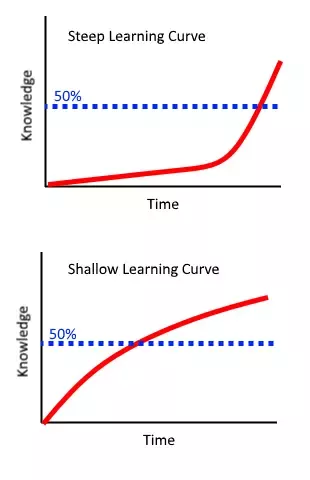 Steep Learning Curve
50%
Knowledge
Time
Shallow Learning Curve
50%
Knowledge
Time